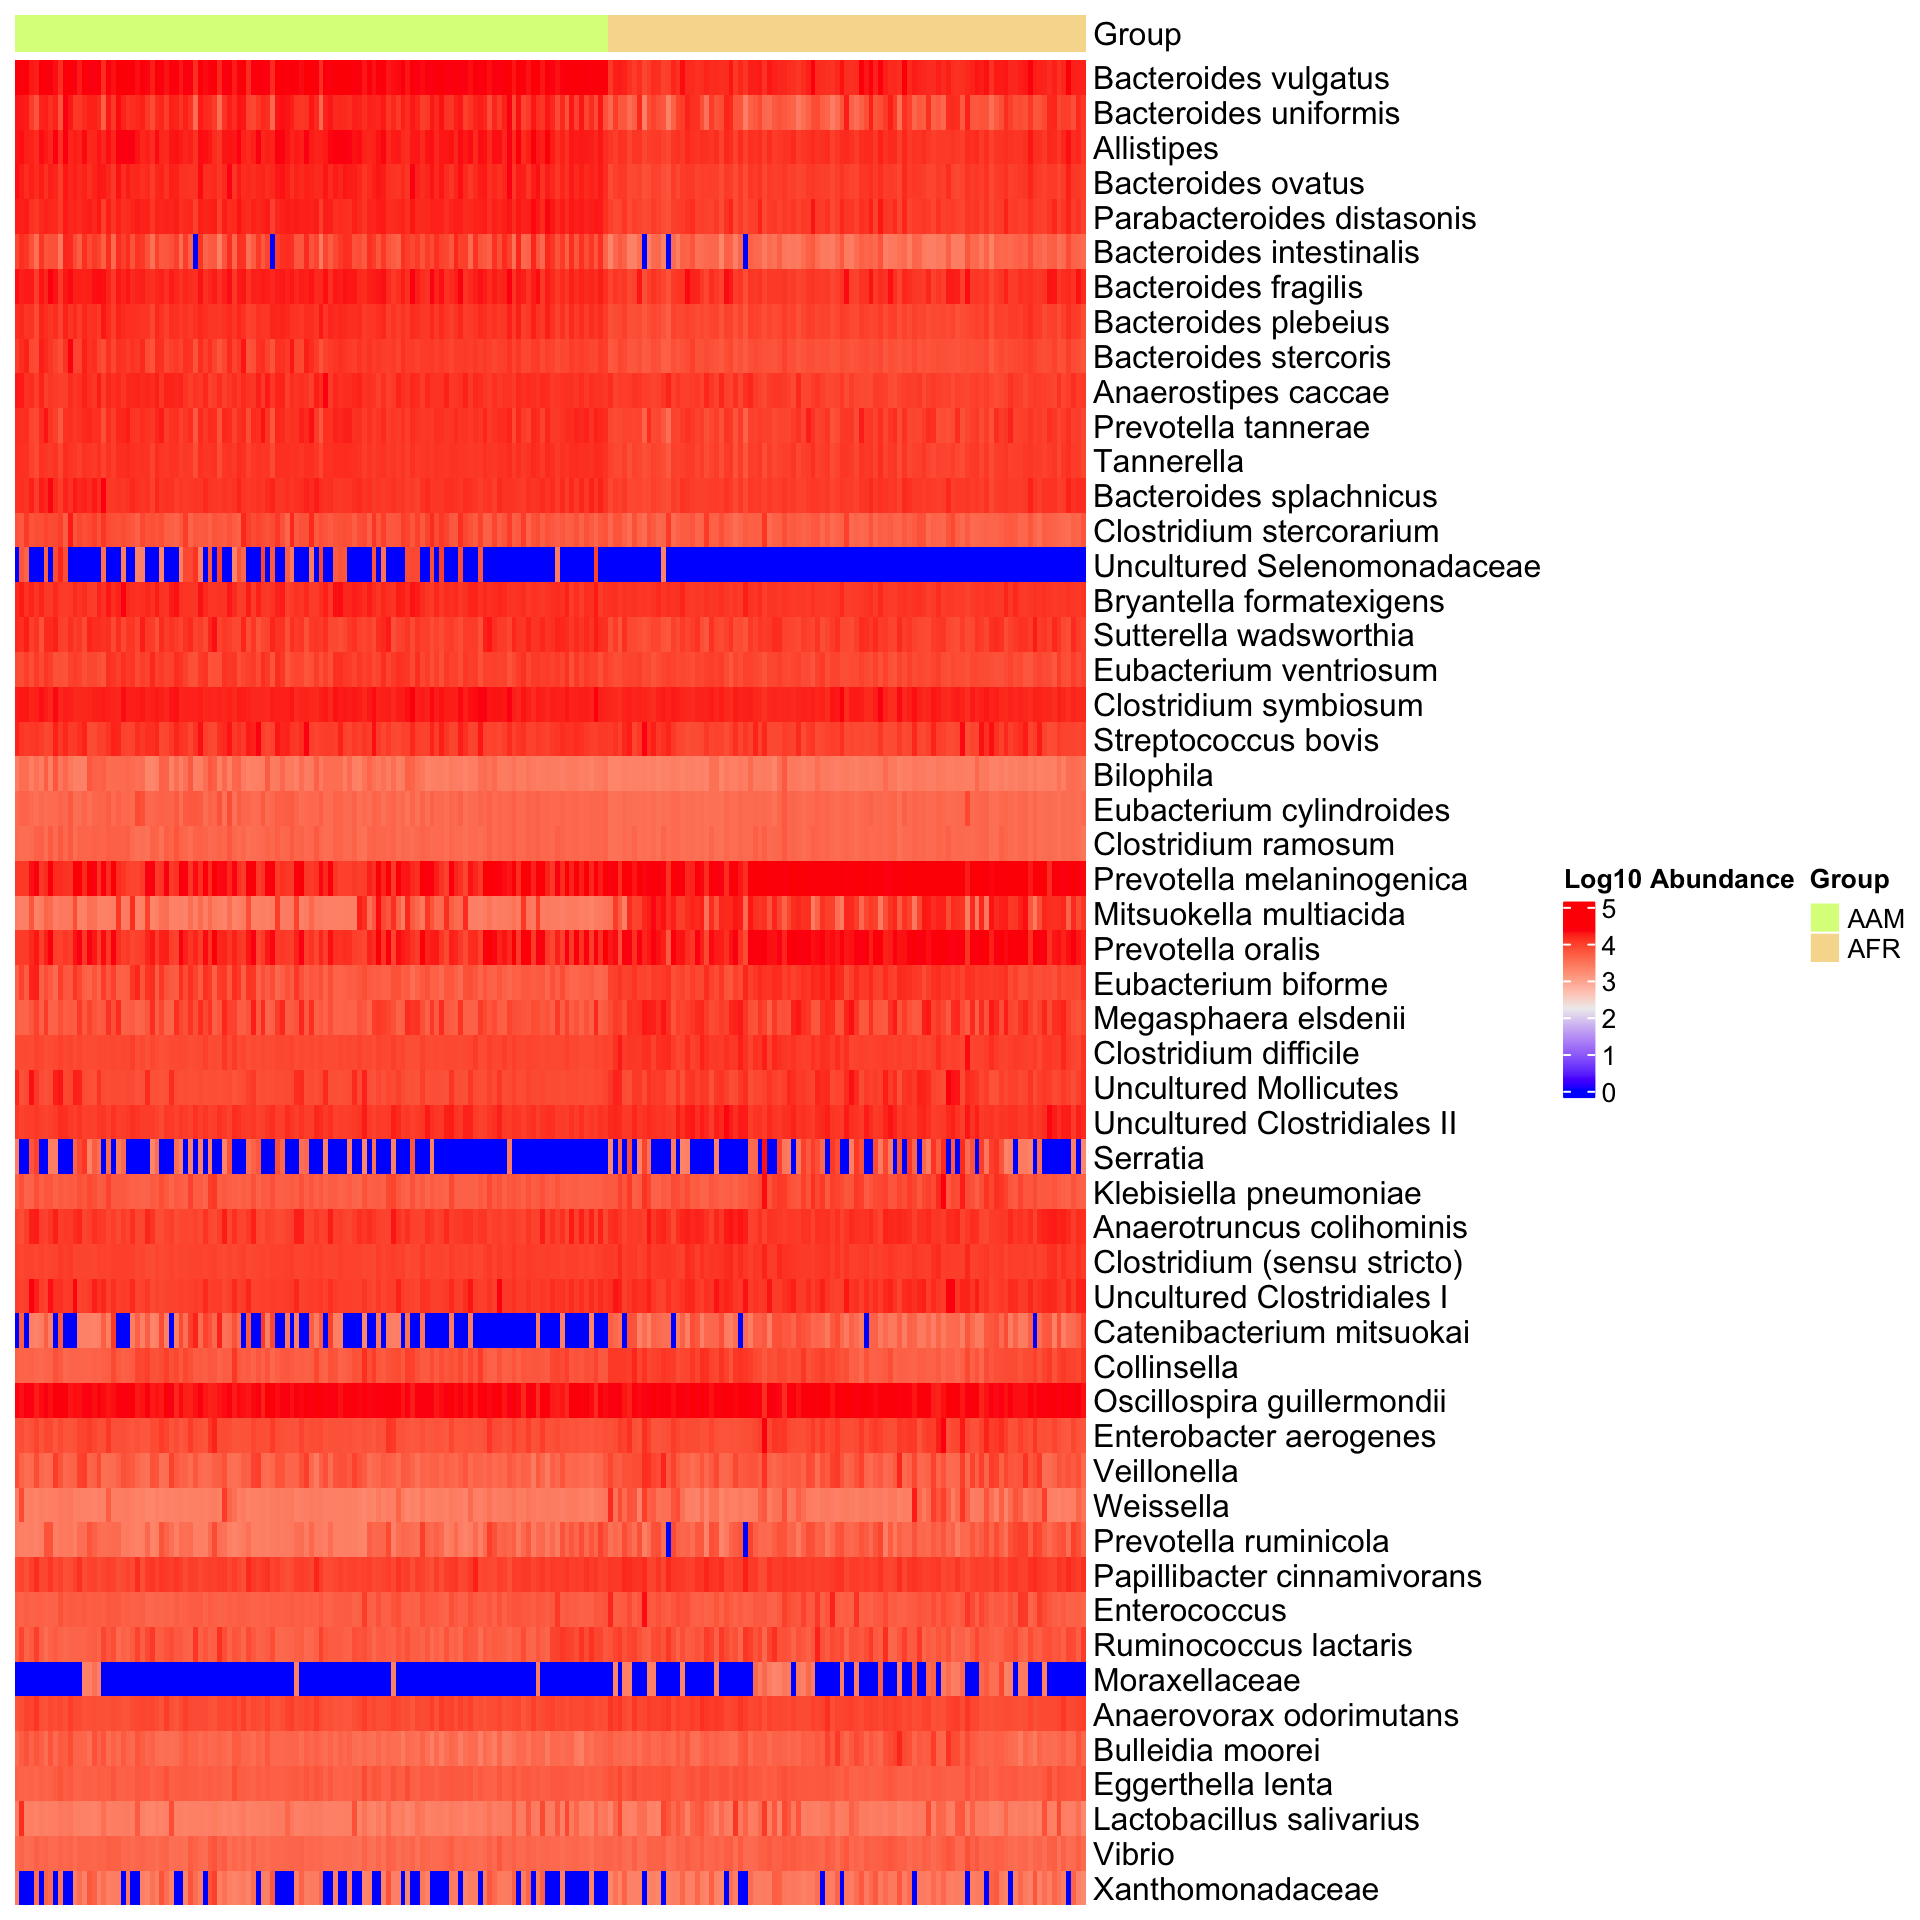 Group
Bacteroides vulgatus
Bacteroides uniformis
Allistipes
Bacteroides ovatus
Parabacteroides distasonis
Bacteroides intestinalis
Bacteroides fragilis
Bacteroides plebeius
Bacteroides stercoris
Anaerostipes caccae
Prevotella tannerae
Tannerella
Bacteroides splachnicus
Clostridium stercorarium
Uncultured Selenomonadaceae
Bryantella formatexigens
Sutterella wadsworthia
Eubacterium ventriosum
Clostridium symbiosum
Streptococcus bovis
Bilophila
Eubacterium cylindroides
Clostridium ramosum
Prevotella melaninogenica
Mitsuokella multiacida
Prevotella oralis
Eubacterium biforme
Megasphaera elsdenii
Clostridium difficile
Uncultured Mollicutes
Uncultured Clostridiales II
Serratia
Klebisiella pneumoniae
Anaerotruncus colihominis
Clostridium (sensu stricto)
Uncultured Clostridiales I
Catenibacterium mitsuokai
Collinsella
Oscillospira guillermondii
Enterobacter aerogenes
Veillonella
Weissella
Prevotella ruminicola
Papillibacter cinnamivorans
Enterococcus
Ruminococcus lactaris
Moraxellaceae
Anaerovorax odorimutans
Bulleidia moorei
Eggerthella lenta
Lactobacillus salivarius
Vibrio
Xanthomonadaceae
Log10 Abundance
5
4
3
2
1
0
Group
AAM
AFR